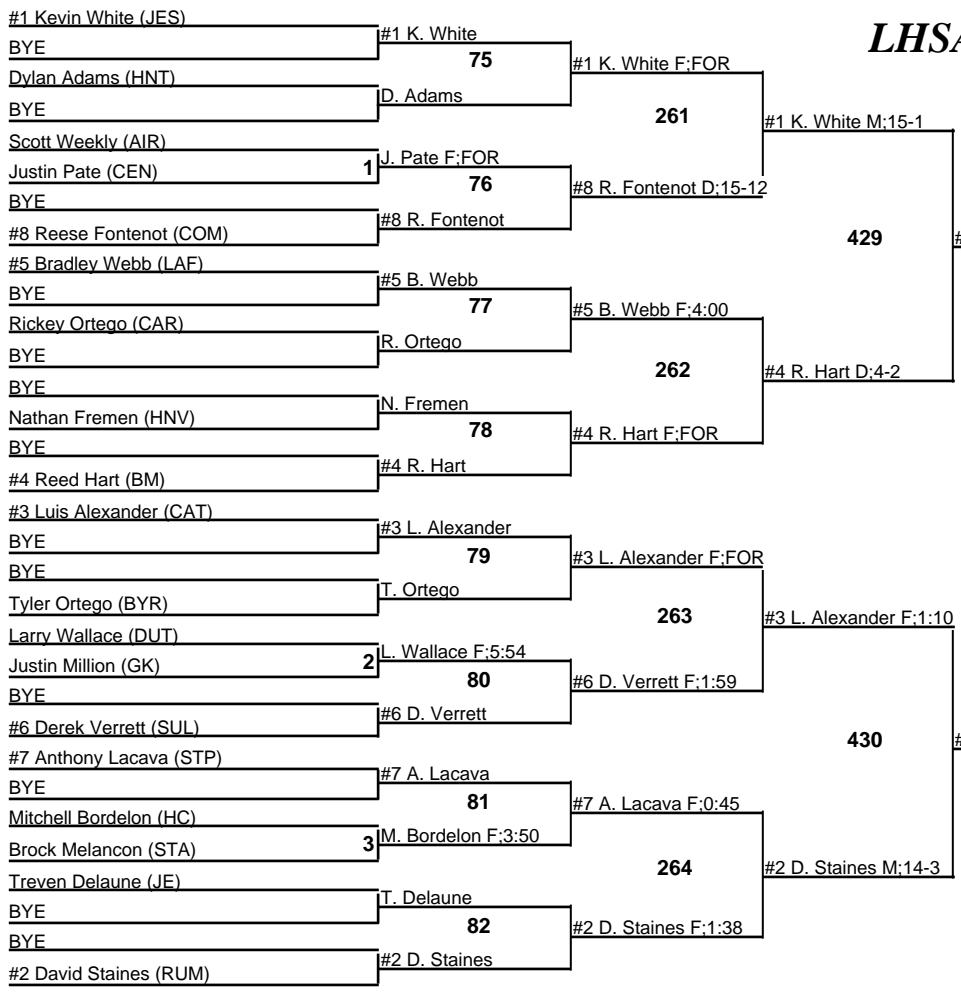 #1 Kevin White (JES)
#1 K. White
LHSA
BYE
75
#1 K. White F;FOR
Dylan Adams (HNT)
D. Adams
BYE
261
#1 K. White M;15-1
Scott Weekly (AIR)
1
J. Pate F;FOR
Justin Pate (CEN)
76
#8 R. Fontenot D;15-12
BYE
#8 R. Fontenot
#8 Reese Fontenot (COM)
429
#
#5 Bradley Webb (LAF)
#5 B. Webb
BYE
77
#5 B. Webb F;4:00
Rickey Ortego (CAR)
R. Ortego
BYE
262
#4 R. Hart D;4-2
BYE
N. Fremen
Nathan Fremen (HNV)
78
#4 R. Hart F;FOR
BYE
#4 R. Hart
#4 Reed Hart (BM)
#3 Luis Alexander (CAT)
#3 L. Alexander
BYE
79
#3 L. Alexander F;FOR
BYE
T. Ortego
Tyler Ortego (BYR)
263
#3 L. Alexander F;1:10
Larry Wallace (DUT)
2
L. Wallace F;5:54
Justin Million (GK)
80
#6 D. Verrett F;1:59
BYE
#6 D. Verrett
#6 Derek Verrett (SUL)
430
#
#7 Anthony Lacava (STP)
#7 A. Lacava
BYE
81
#7 A. Lacava F;0:45
Mitchell Bordelon (HC)
3
M. Bordelon F;3:50
Brock Melancon (STA)
264
#2 D. Staines M;14-3
Treven Delaune (JE)
T. Delaune
BYE
82
#2 D. Staines F;1:38
BYE
#2 D. Staines
#2 David Staines (RUM)